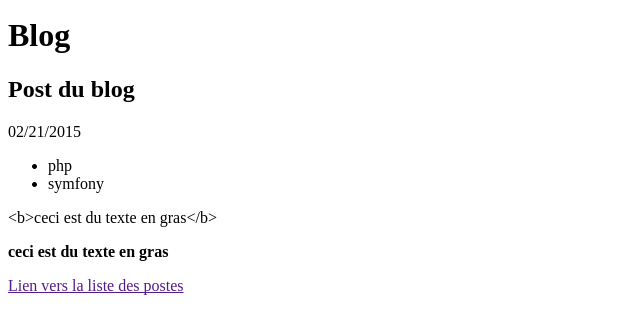 Blog
Post du blog
02/21/2015
php
symfony
<b>ceci est du texte en gras</b>
ceci est du texte en gras
Lien vers la liste des postes